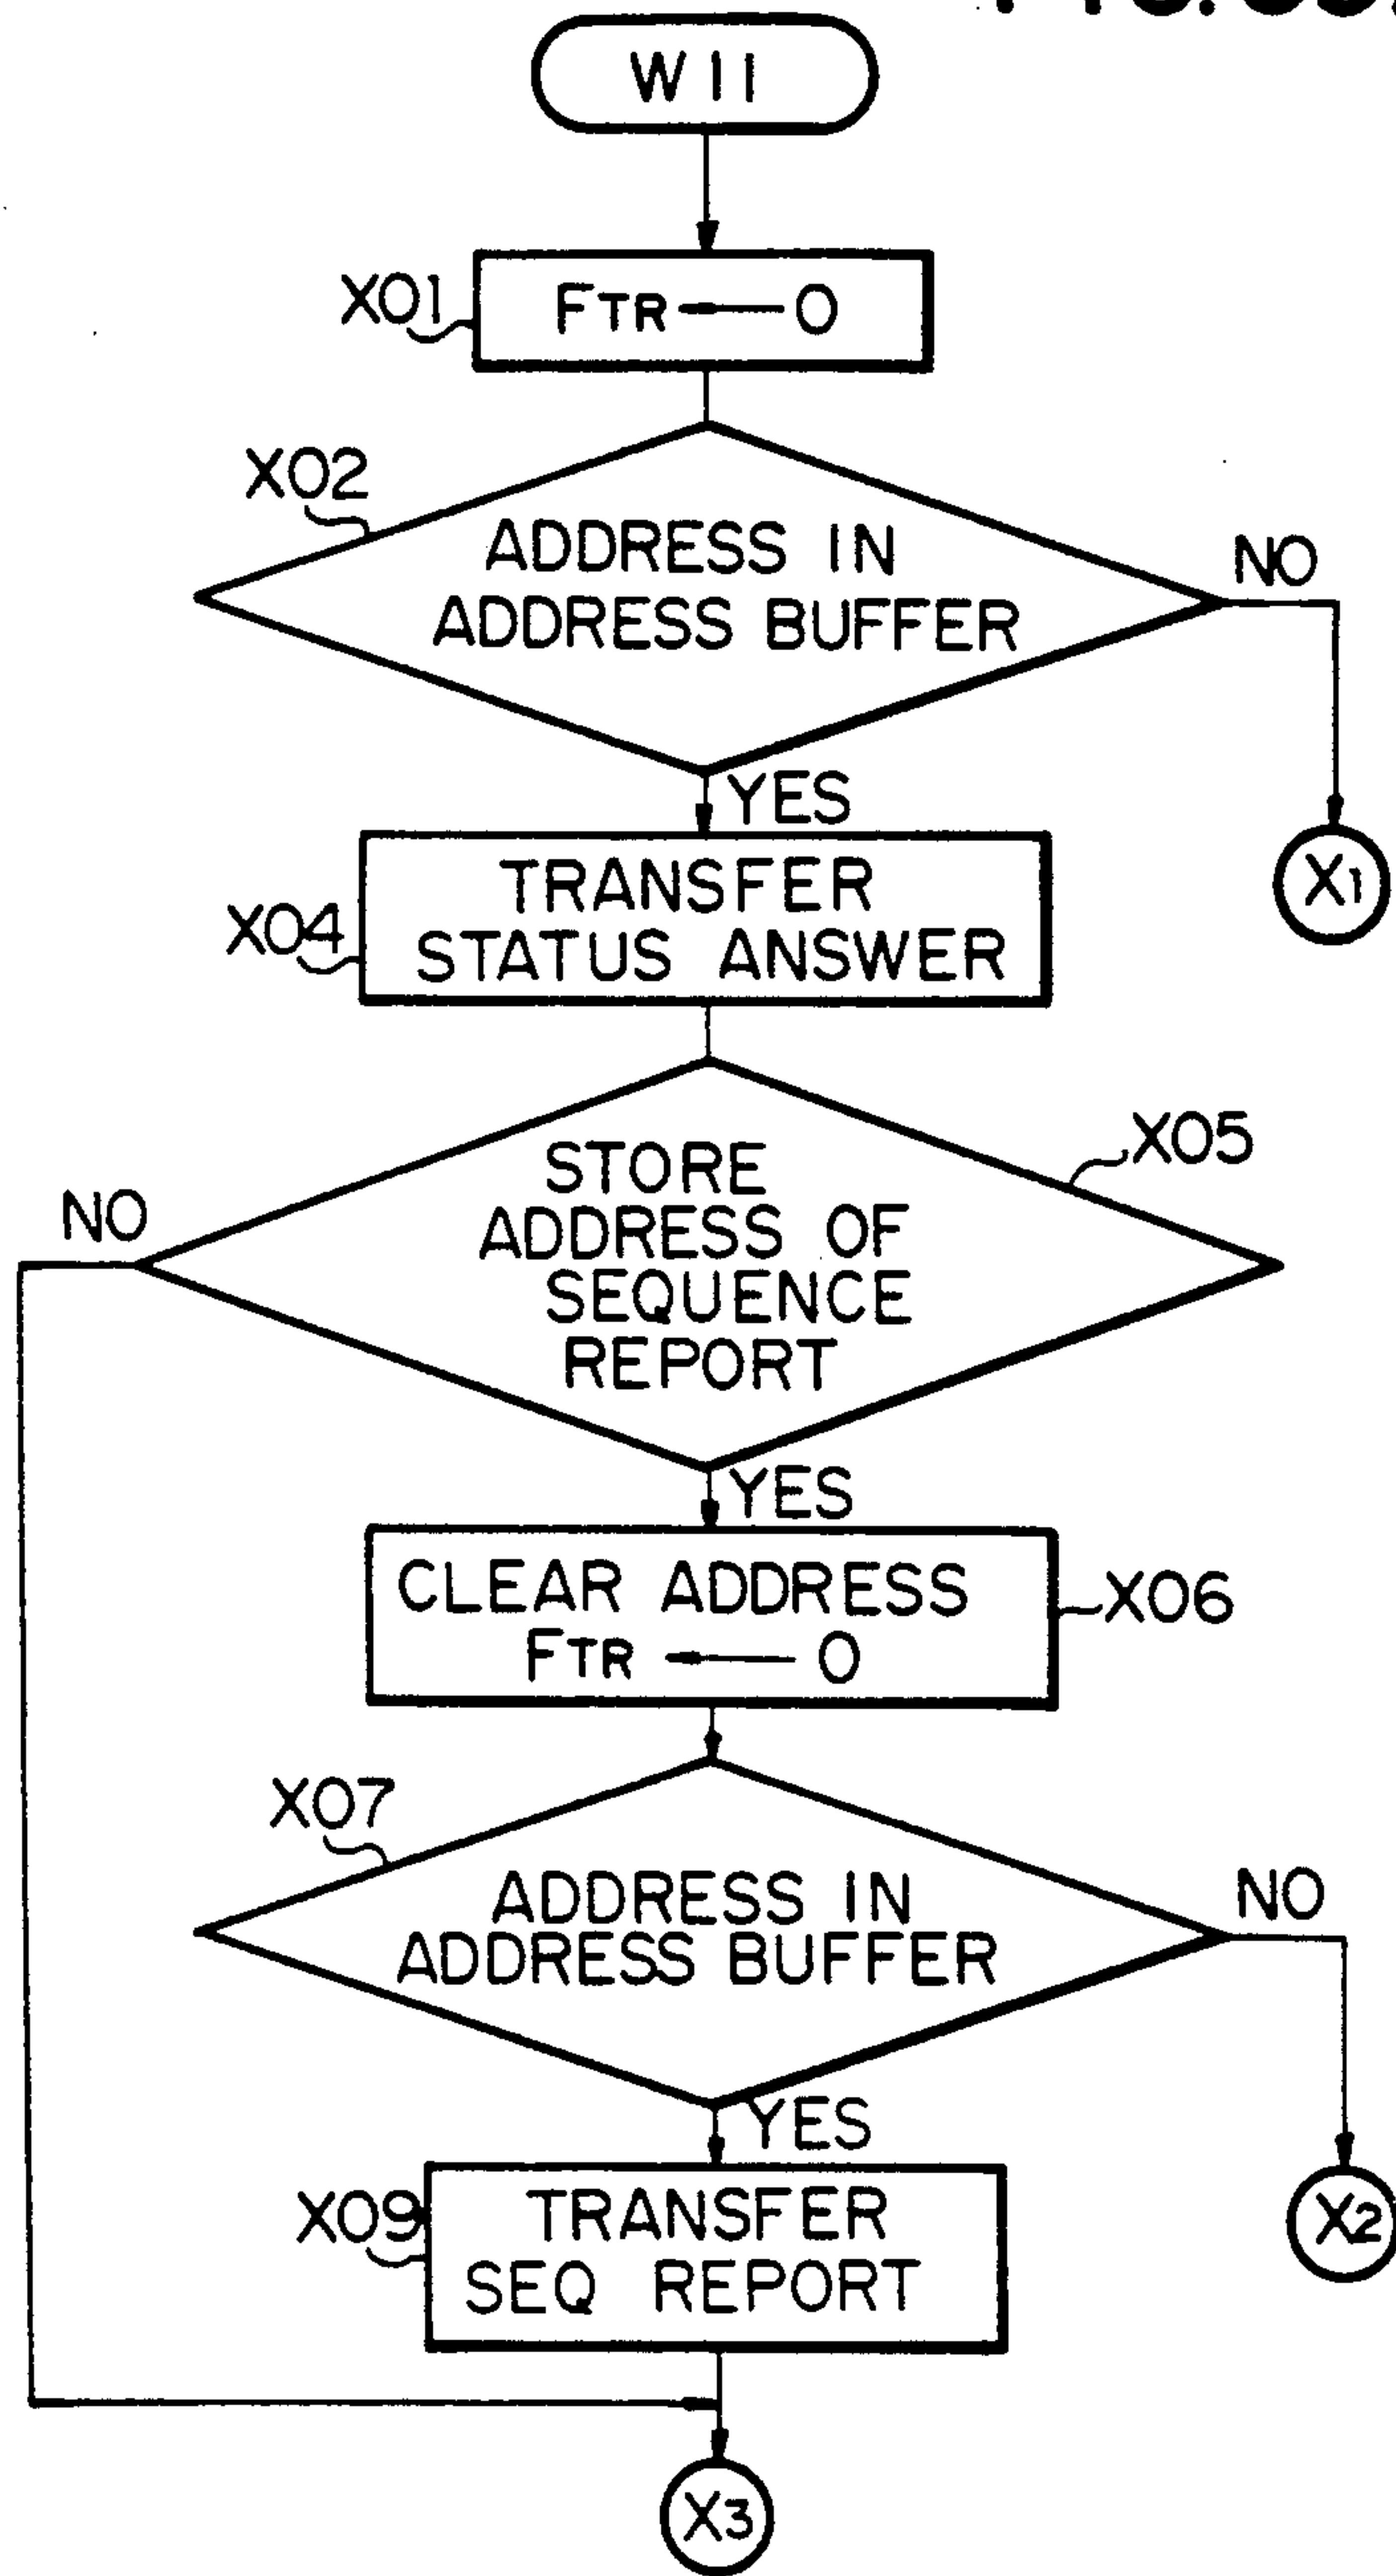 W11
X01
FTR ← 0
X02
ADDRESS IN
ADDRESS BUFFER
NO
YES
X1
X04
TRANSFER
STATUS ANSWER
X05
STORE
ADDRESS OF
SEQUENCE
REPORT
NO
YES
CLEAR ADDRESS
FTR ← 0
X06
X07
ADDRESS IN
ADDRESS BUFFER
NO
YES
X2
X09
TRANSFER
SEQ REPORT
X3